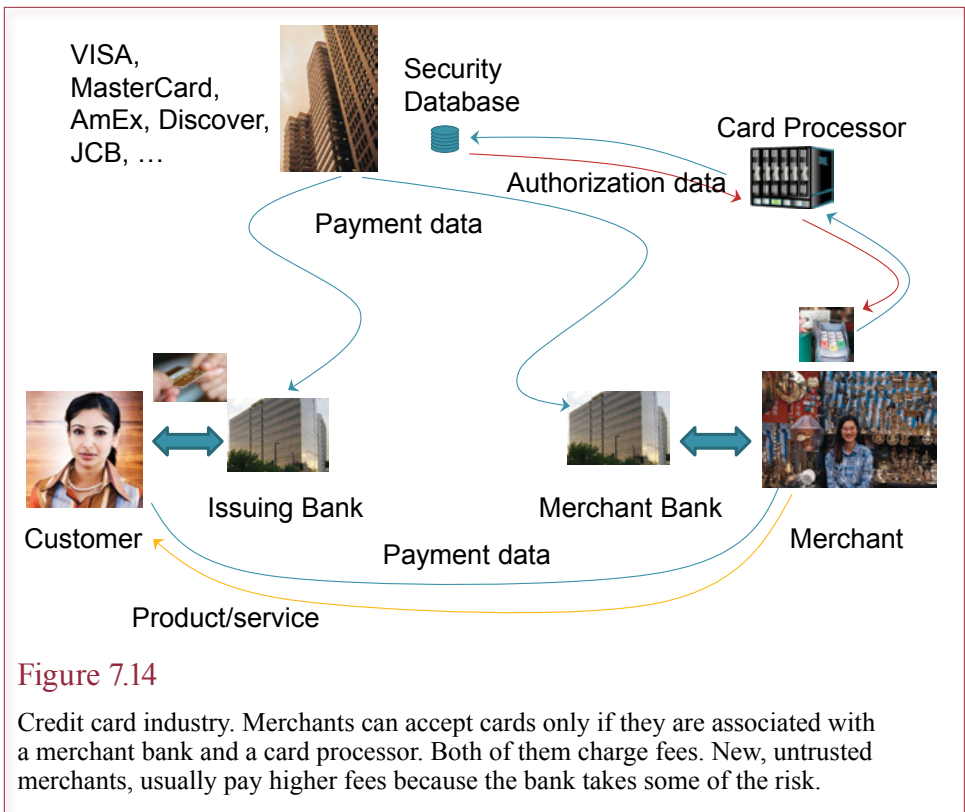 VISA,
MasterCard,
AmEx, Discover,
JCB, …
Security
Database
Card Processor
Authorization data
Payment data
Issuing Bank
Merchant Bank
Customer
Merchant
Payment data
Product/service
Figure 7.14
Credit card industry. Merchants can accept cards only if they are associated with
a merchant bank and a card processor. Both of them charge fees. New, untrusted
merchants, usually pay higher fees because the bank takes some of the risk.